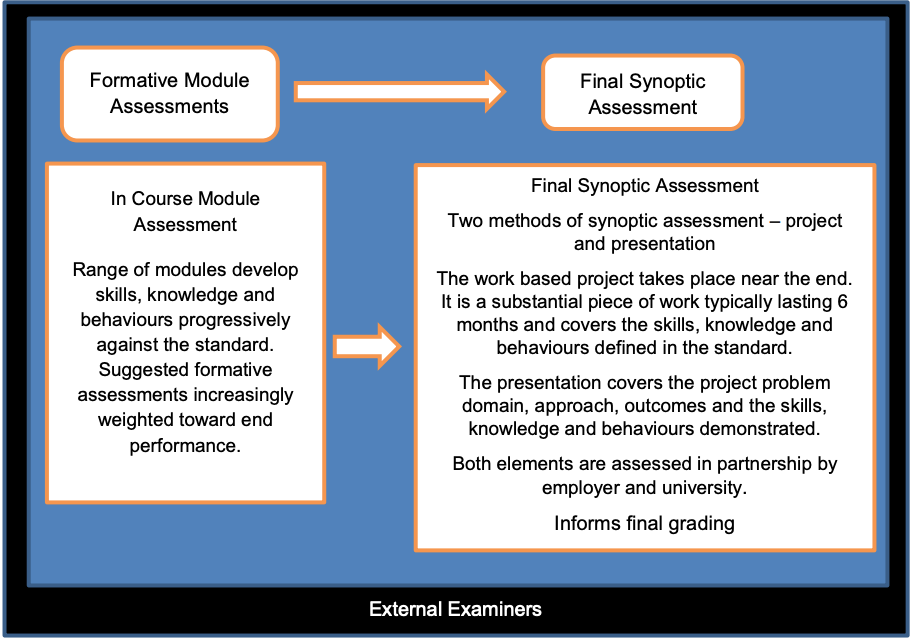 Formative Module
Assessments
Final Synoptic
Assessment
In Course Module
Assessment
Range of modules develop
skills, knowledge and
behaviours progressively
against the standard.
Suggested formative
assessments increasingly
weighted toward end
performance.
Final Synoptic Assessment
Two methods of synoptic assessment – project
and presentation
The work based project takes place near the end.
It is a substantial piece of work typically lasting 6
months and covers the skills, knowledge and
behaviours defined in the standard.
The presentation covers the project problem
domain, approach, outcomes and the skills,
knowledge and behaviours demonstrated.
Both elements are assessed in partnership by
employer and university.
Informs final grading
External Examiners